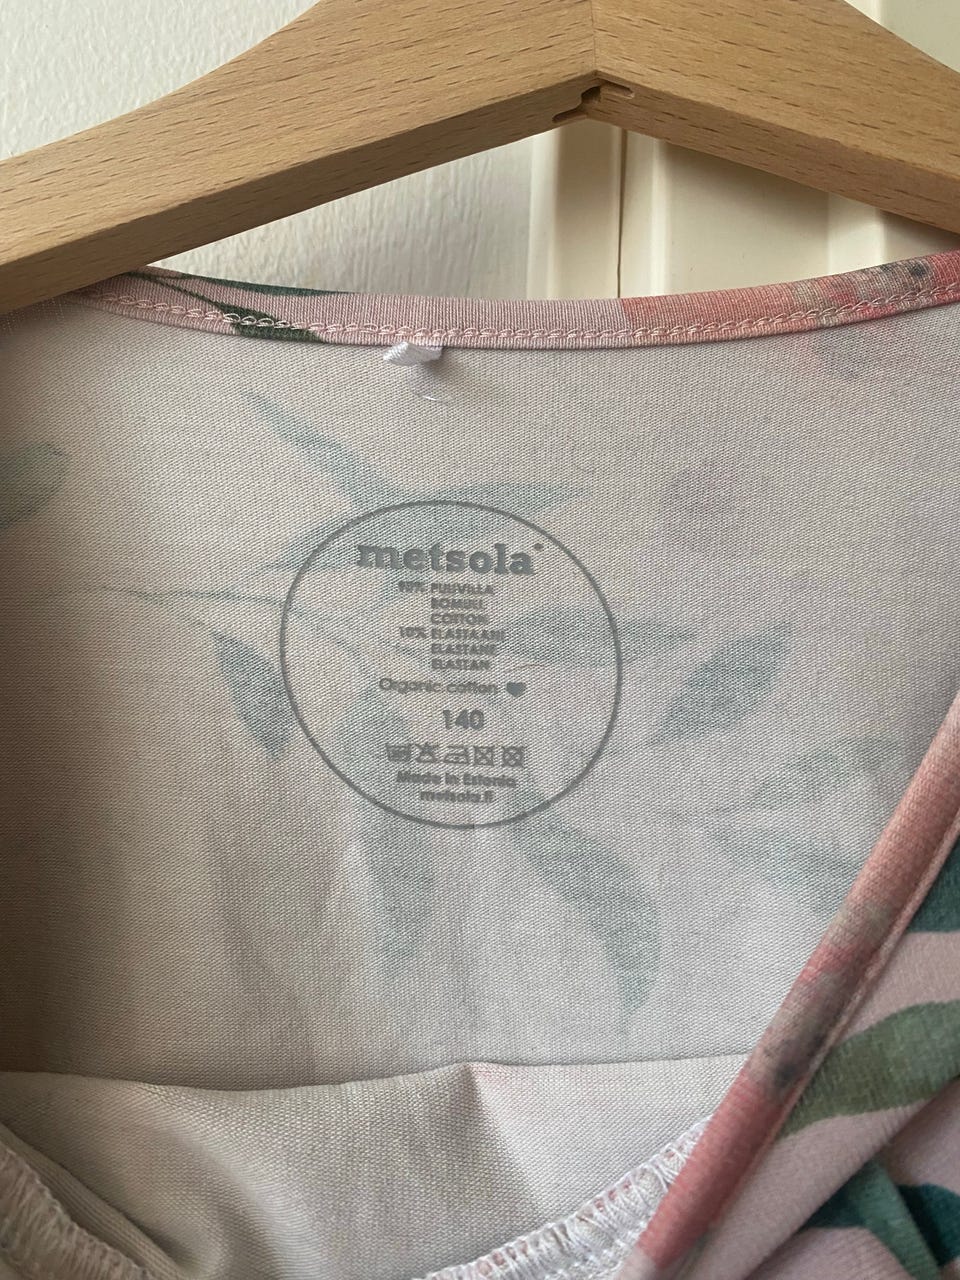 metsola®
90% PUUVILLA
BOMULL
COTTON
10% ELASTAANI
ELASTANE
ELASTAN
Organic cotton
140
Made in Estonia
metsola.fi